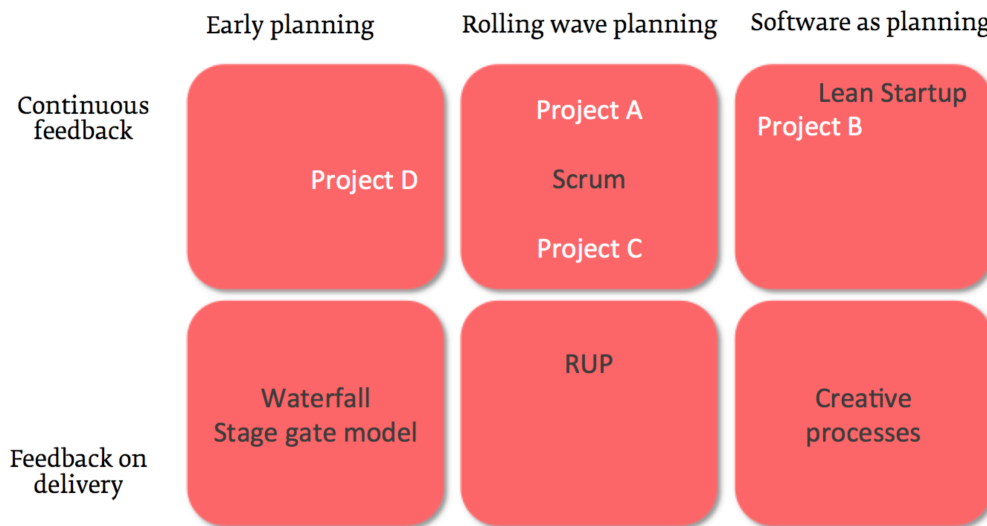 Early planning
Rolling wave planning
Software as planning
Continuous
feedback
Lean Startup
Project A
Project B
Project D
Scrum
Project C
RUP
Waterfall
Stage gate model
Creative
processes
Feedback on
delivery